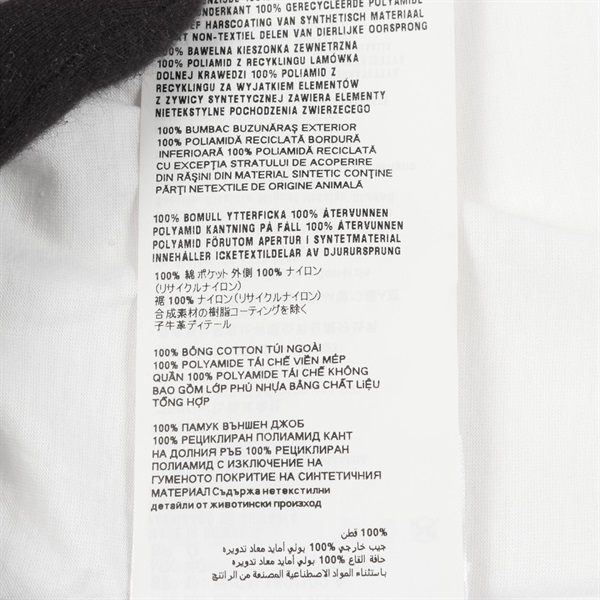 ONDERKANT 100% GERECYCLEERDE POLYAMIDE
EF HARSCOATING VAN SYNTHETISCH MATERIAAL
AT NON-TEXTIEL DELEN VAN DIERLIJKE OORSPRONG
100% BAWEŁNA KIESZONKA ZEWNĘTRZNA
100% POLIAMID Z RECYKLINGU LAMÓWKA
DOLNEJ KRAWEDZI 100% POLIAMID Z
RECYKLINGU ZA WYJATKIEM ELEMENTÓW
Z ŻYWICY SYNTETYCZNEJ ZAWIERA ELEMENTY
NIETEKSTYLNE POCHODZENIA ZWIERZECEGO
100% BUMBAC BUZUNĂRAȘ EXTERIOR
100% POLIAMIDĂ RECICLATĂ BORDURĂ
INFERIOARĂ 100% POLIAMIDĂ RECICLATĂ
CU EXCEPȚIA STRATULUI DE ACOPERIRE
DIN RĂȘINI DIN MATERIAL SINTETIC CONȚINE
PĂRȚI NETEXTILE DE ORIGINE ANIMALĂ
100% BOMULL YTTERFICKA 100% ÅTERVUNNEN
POLYAMID KANTNING PÅ FÅLL 100% ÅTERVUNNEN
POLYAMID FÖRUTOM APERTUR I SYNTETMATERIAL
INNEHÅLLER ICKETEXTILDELAR AV DJURURSPRUNG
100% 綿 ポケット 外側 100% ナイロン
(リサイクルナイロン)
裾 100% ナイロン(リサイクルナイロン)
合成素材の樹脂コーティングを除く
子牛革ディテール
100% BÔNG COTTON TÚI NGOÀI
100% POLYAMIDE TÁI CHẾ VIỀN MÉP
QUẦN 100% POLYAMIDE TÁI CHẾ KHÔNG
BAO GỒM LỚP PHỦ NHỰA BẰNG CHẤT LIỆU
TỔNG HỢP
100% ПАМУК ВЪНШЕН ДЖОБ
100% РЕЦИКЛИРАН ПОЛИАМИД КАНТ
НА ДОЛНИЯ РЪБ 100% РЕЦИКЛИРАН
ПОЛИАМИД С ИЗКЛЮЧЕНИЕ НА
ГУМЕНОТО ПОКРИТИЕ НА СИНТЕТИЧНИЯ
МАТЕРИАЛ Съдържа нетекстилни
детайли от животински произход
100% قطن
جيب خارجي 100% بولي أمايد معاد تدويره
حافة القاع 100% بولي أمايد معاد تدويره
باستثناء المواد الاصطناعية المصنعة من الراتنج